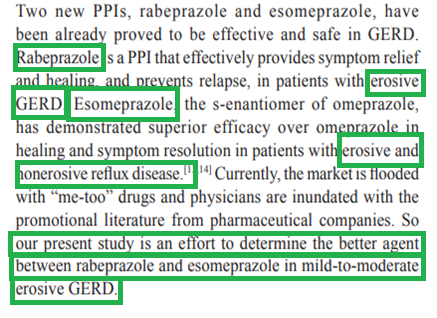 Two new PPIs, rabeprazole and esomeprazole, have
been already proved to be effective and safe in GERD.
Rabeprazole is a PPI that effectively provides symptom relief
and healing, and prevents relapse, in patients with erosive
GERD. Esomeprazole, the s-enantiomer of omeprazole,
has demonstrated superior efficacy over omeprazole in
healing and symptom resolution in patients with erosive and
nonerosive reflux disease.[13,14] Currently, the market is flooded
with “me-too” drugs and physicians are inundated with the
promotional literature from pharmaceutical companies. So
our present study is an effort to determine the better agent
between rabeprazole and esomeprazole in mild-to-moderate
erosive GERD.